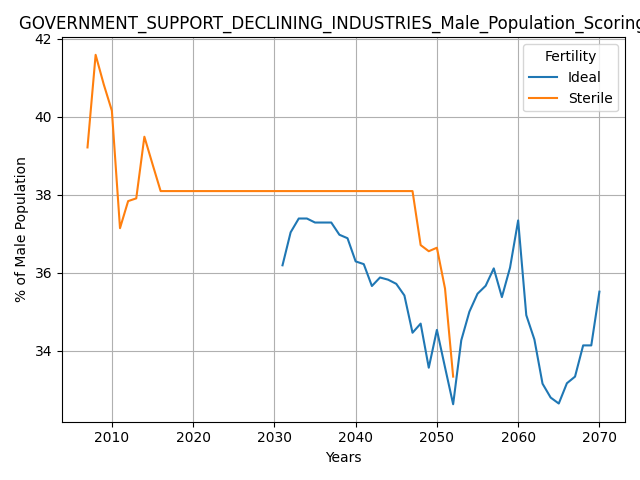 GOVERNMENT_SUPPORT_DECLINING_INDUSTRIES_Male_Population_Scoring
42
40
38
36
34
% of Male Population
Fertility
Ideal
Sterile
2010 2020 2030 2040 2050 2060 2070
Years